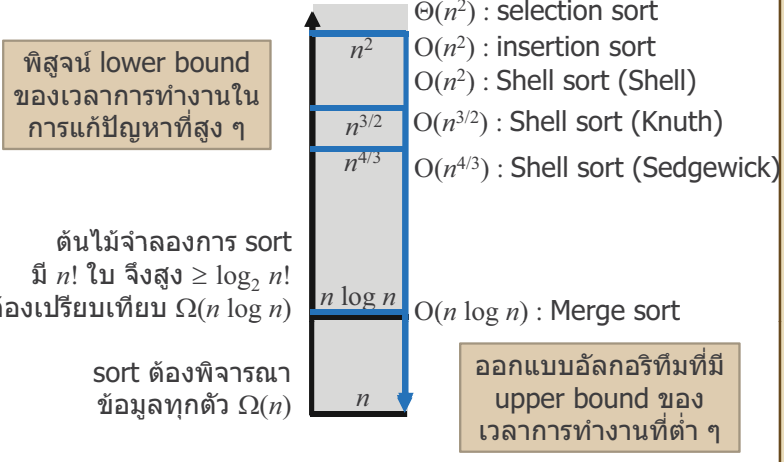 Θ(n²) : selection sort
n²
O(n²) : insertion sort
O(n²) : Shell sort (Shell)
พิสูจน์ lower bound
ของเวลาการทำงานใน
การแก้ปัญหาที่สูง ๆ
n^{3/2}
O(n^{3/2}) : Shell sort (Knuth)
n^{4/3}
O(n^{4/3}) : Shell sort (Sedgewick)
ต้นไม้จำลองการ sort
มี n! ใบ จึงสูง ≥ log₂ n!
้องเปรียบเทียบ Ω(n log n)
n log n
O(n log n) : Merge sort
sort ต้องพิจารณา
ข้อมูลทุกตัว Ω(n)
n
ออกแบบอัลกอริทึมที่มี
upper bound ของ
เวลาการทำงานที่ต่ำ ๆ